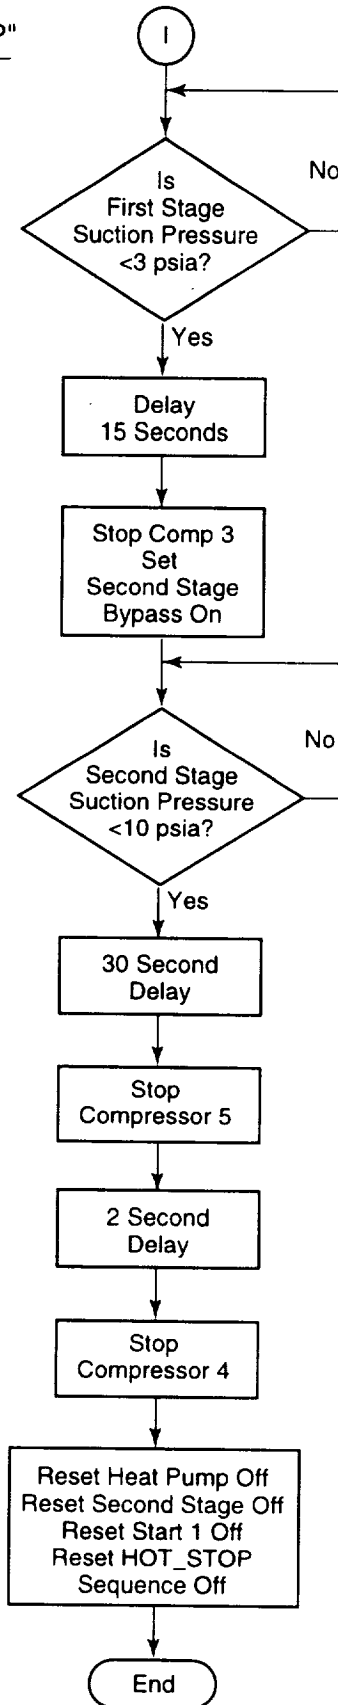 P"
I
Is
First Stage
Suction Pressure
<3 psia?
No
Yes
Delay
15 Seconds
Stop Comp 3
Set
Second Stage
Bypass On
Is
Second Stage
Suction Pressure
<10 psia?
No
Yes
30 Second
Delay
Stop
Compressor 5
2 Second
Delay
Stop
Compressor 4
Reset Heat Pump Off
Reset Second Stage Off
Reset Start 1 Off
Reset HOT_STOP
Sequence Off
End